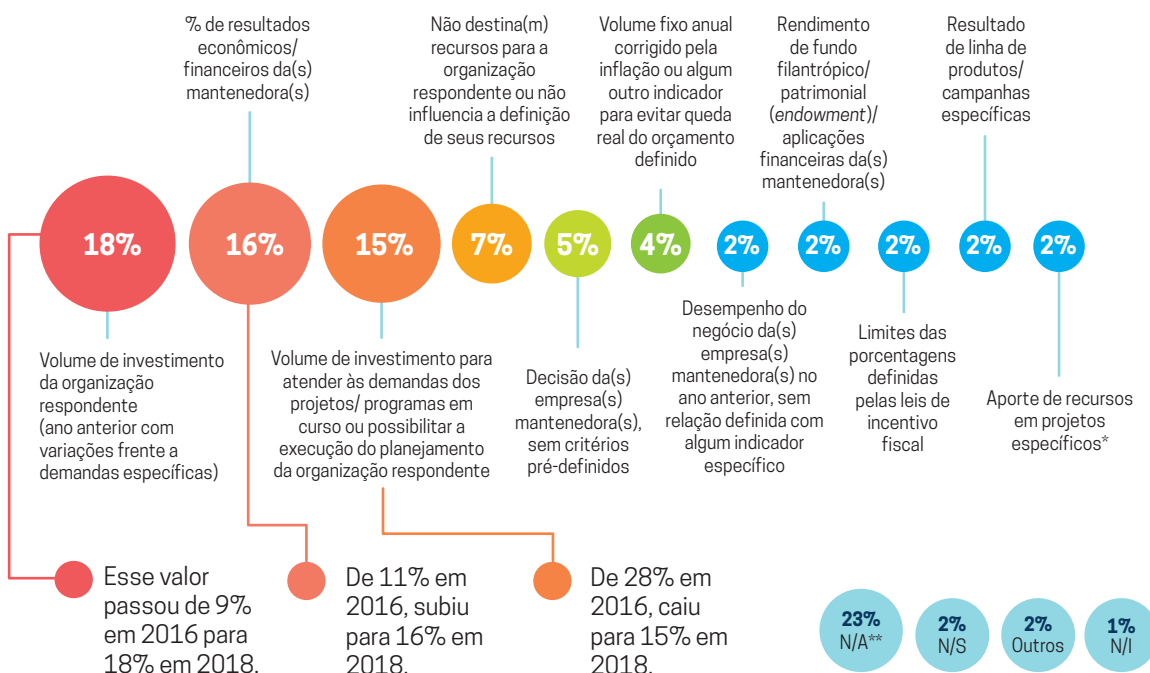 % de resultados
econômicos/
financeiros da(s)
mantenedora(s)
Não destina(m)
recursos para a
organização
respondente ou não
influencia a definição
de seus recursos
Volume fixo anual
corrigido pela
inflação ou algum
outro indicador
para evitar queda
real do orçamento
definido
Rendimento
de fundo
filantrópico/
patrimonial
(endowment)/
aplicações
financeiras da(s)
mantenedora(s)
Resultado
de linha de
produtos/
campanhas
específicas
18%
16%
15%
7%
5%
4%
2%
2%
2%
2%
2%
Volume de investimento
da organização
respondente
(ano anterior com
variações frente a
demandas específicas)
Volume de investimento para
atender às demandas dos
projetos/ programas em
curso ou possibilitar a
execução do planejamento
da organização respondente
Decisão da(s)
empresa(s)
mantenedora(s),
sem critérios
pré-definidos
Desempenho do
negócio da(s)
empresa(s)
mantenedora(s) no
ano anterior, sem
relação definida com
algum indicador
específico
Limites das
porcentagens
definidas
pelas leis de
incentivo
fiscal
Aporte de recursos
em projetos
específicos*
Esse valor
passou de 9%
em 2016 para
18% em 2018.
De 11% em
2016, subiu
para 16% em
2018.
De 28% em
2016, caiu
para 15% em
2018.
23%
N/A**
2%
N/S
2%
Outros
1%
N/I